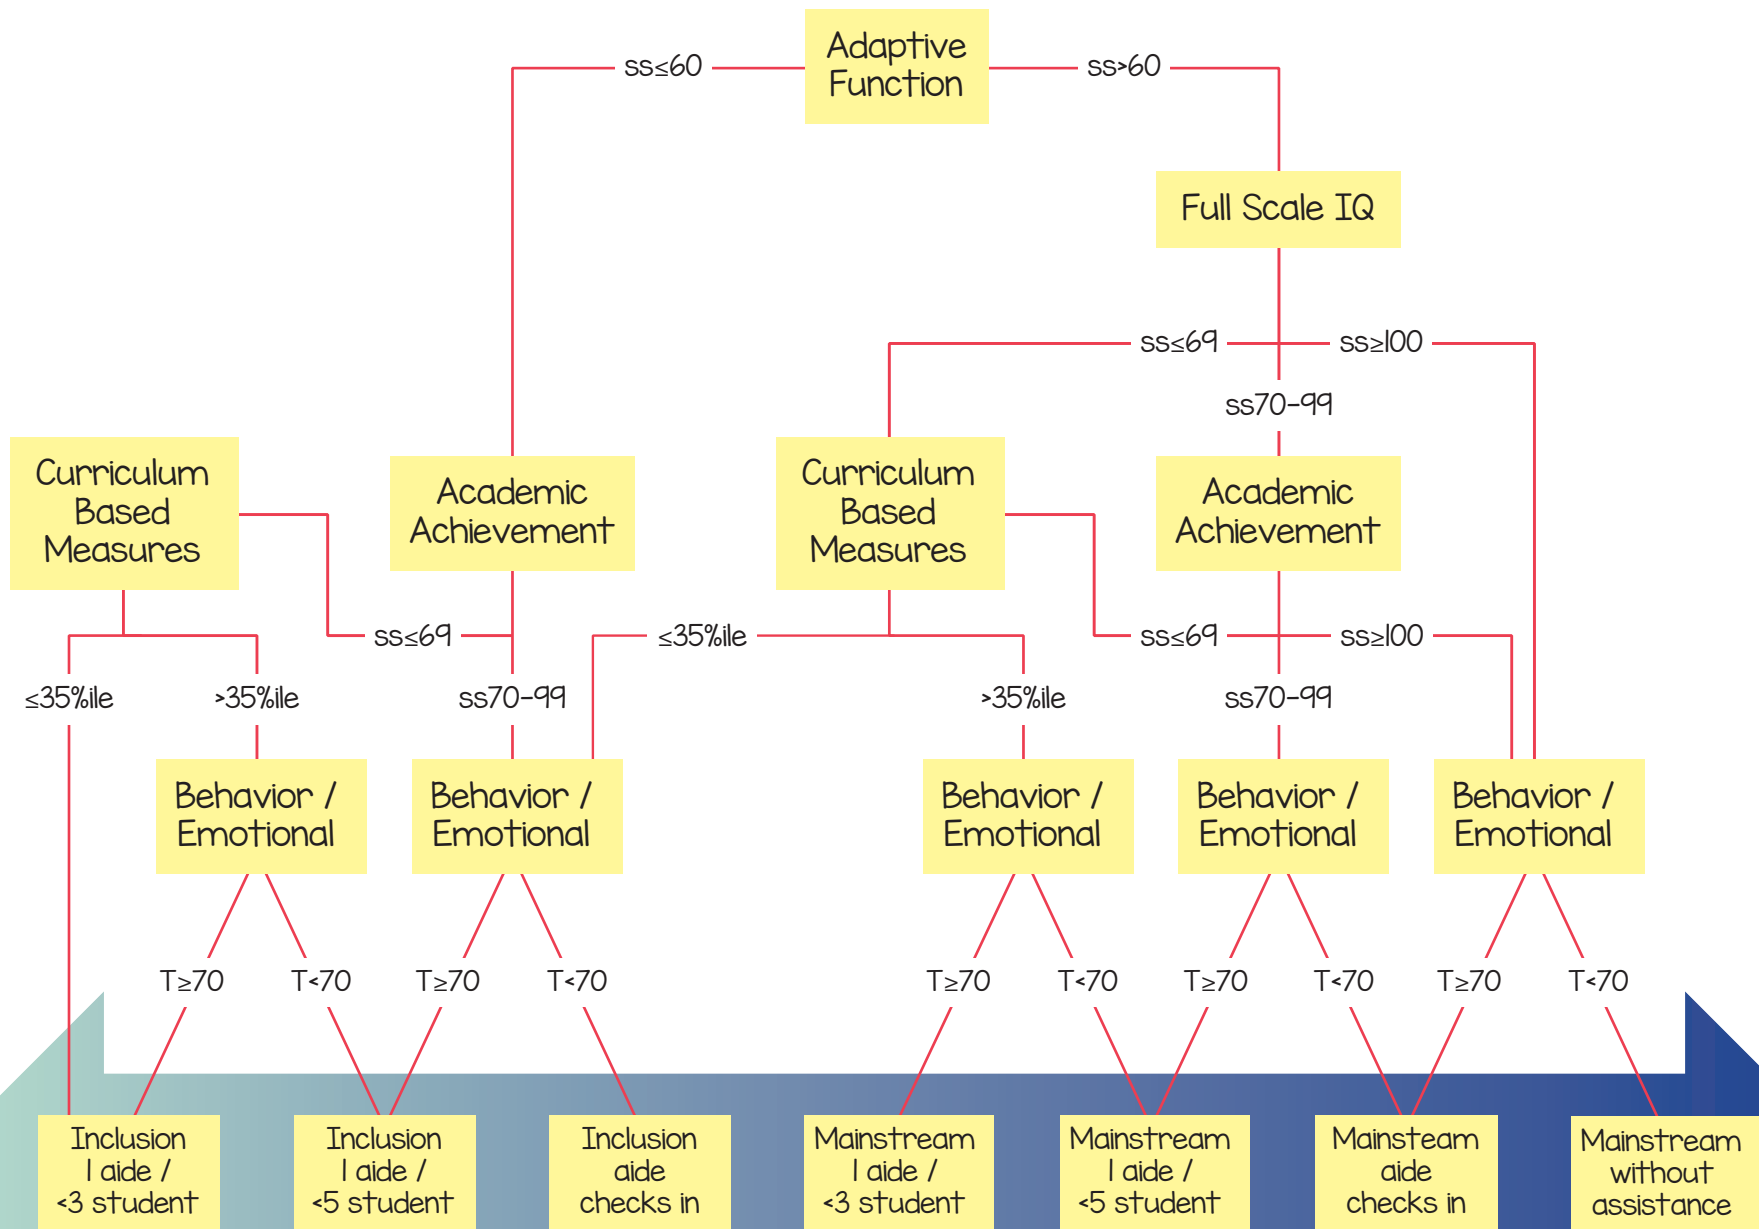 Adaptive
Function
ss≤60
ss>60
Full Scale IQ
ss≤69
ss≥100
ss70-99
Curriculum
Based
Measures
Academic
Achievement
Curriculum
Based
Measures
Academic
Achievement
ss≤69
≤35%ile
ss≤69
ss≥100
≤35%ile
>35%ile
ss70-99
>35%ile
ss70-99
Behavior /
Emotional
Behavior /
Emotional
Behavior /
Emotional
Behavior /
Emotional
Behavior /
Emotional
T≥70
T<70
T≥70
T<70
T≥70
T<70
T≥70
T<70
T≥70
T<70
Inclusion
1 aide /
<3 student
Inclusion
1 aide /
<5 student
Inclusion
aide
checks in
Mainstream
1 aide /
<3 student
Mainstream
1 aide /
<5 student
Mainsteam
aide
checks in
Mainstream
without
assistance